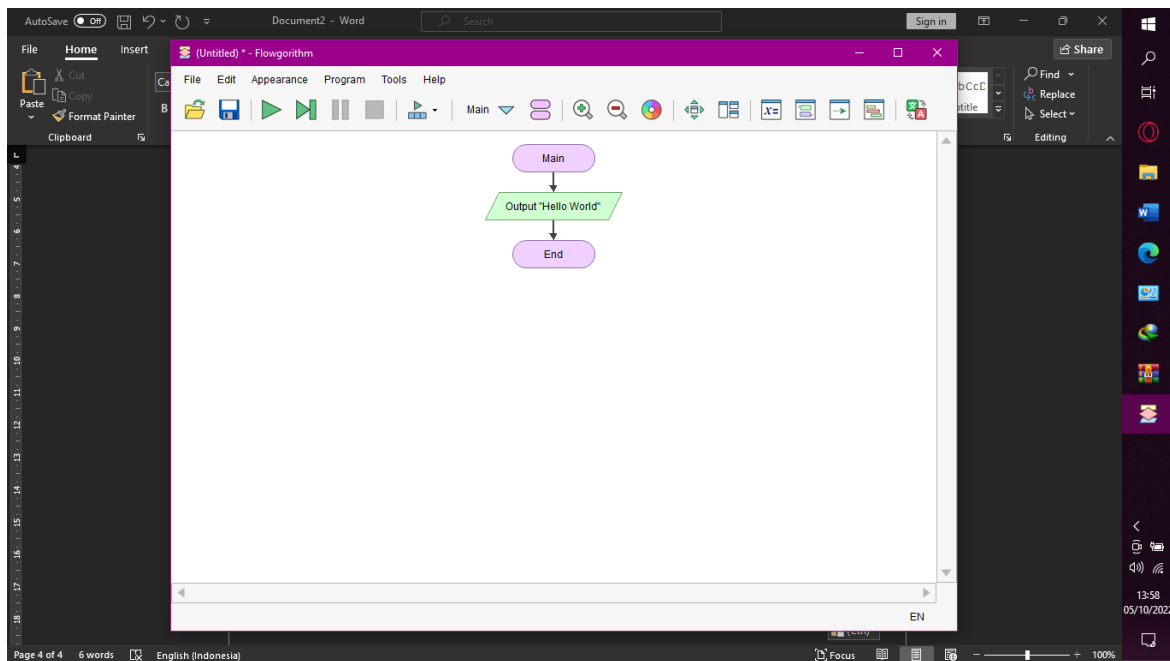 AutoSave Off Document2 - Word Search Sign in
File Home Insert Share
Cut
Copy
Paste
Format Painter
Clipboard
Ca
B
Find
Replace
Select
Editing
(Untitled) * - Flowgorithm
File Edit Appearance Program Tools Help
Main
Main
Output "Hello World"
End
EN
13:58
Page 4 of 4 6 words English (Indonesia) Focus 100%